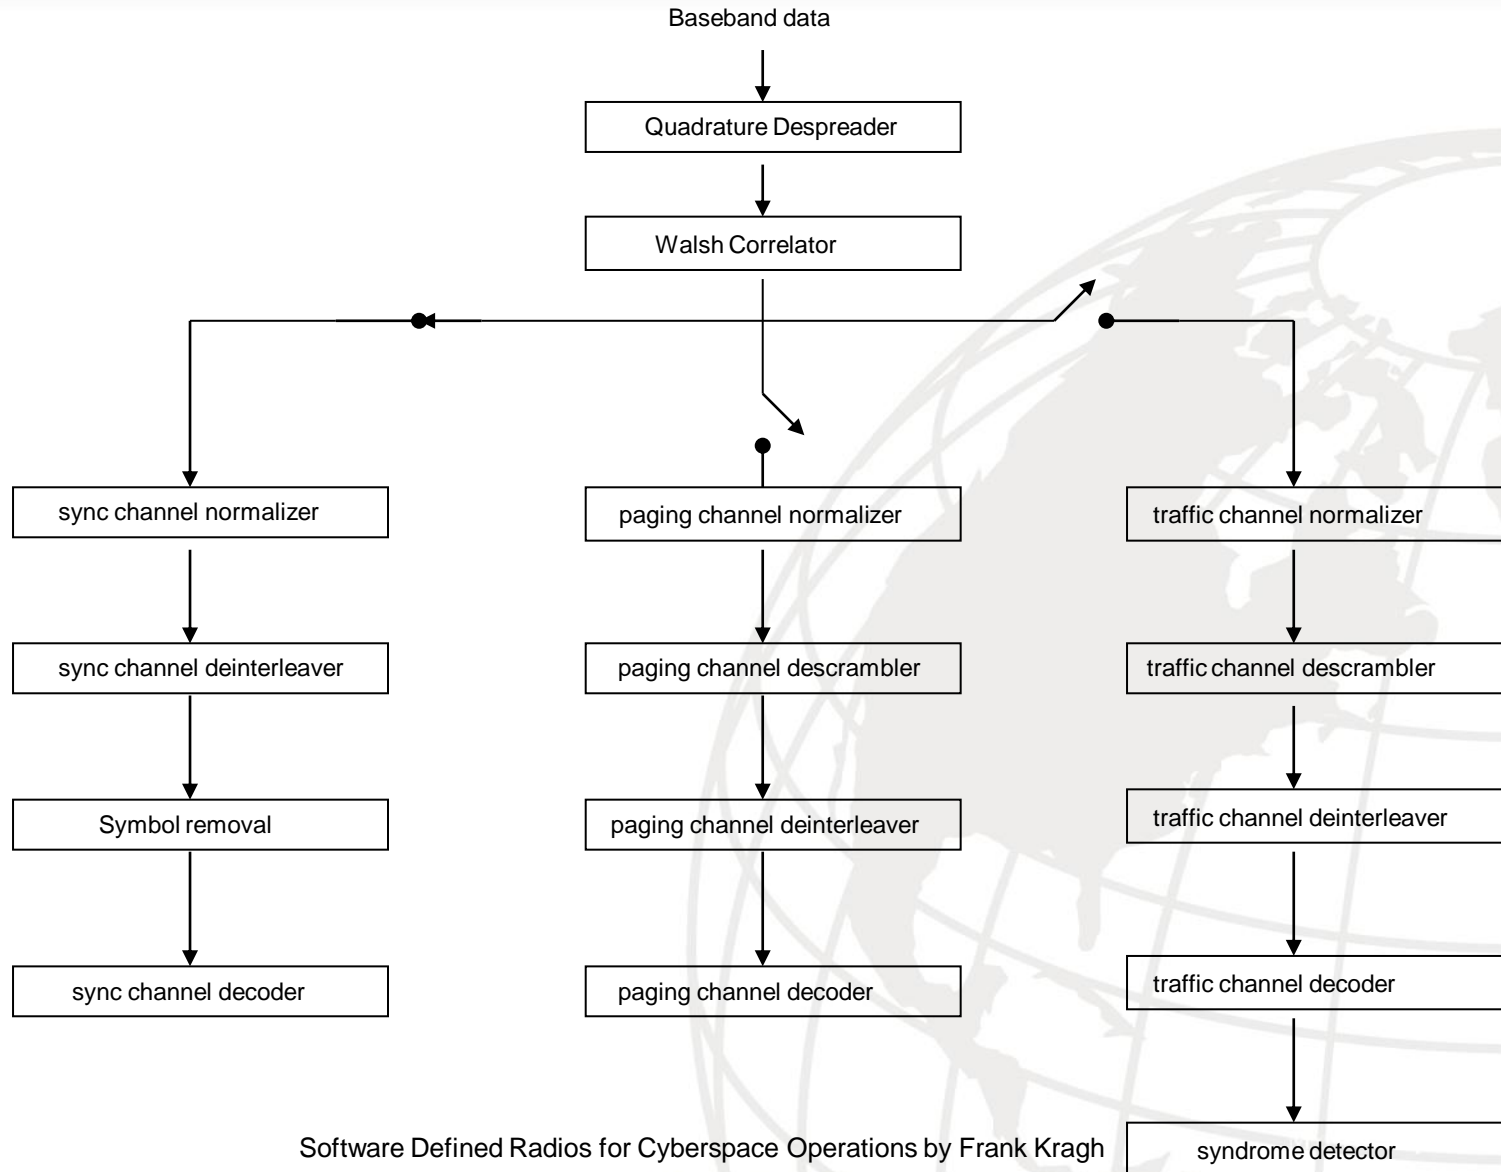 Baseband data
Quadrature Despreader
Walsh Correlator
sync channel normalizer
paging channel normalizer
traffic channel normalizer
sync channel deinterleaver
paging channel descrambler
traffic channel descrambler
Symbol removal
paging channel deinterleaver
traffic channel deinterleaver
sync channel decoder
paging channel decoder
traffic channel decoder
Software Defined Radios for Cyberspace Operations by Frank Kragh
syndrome detector